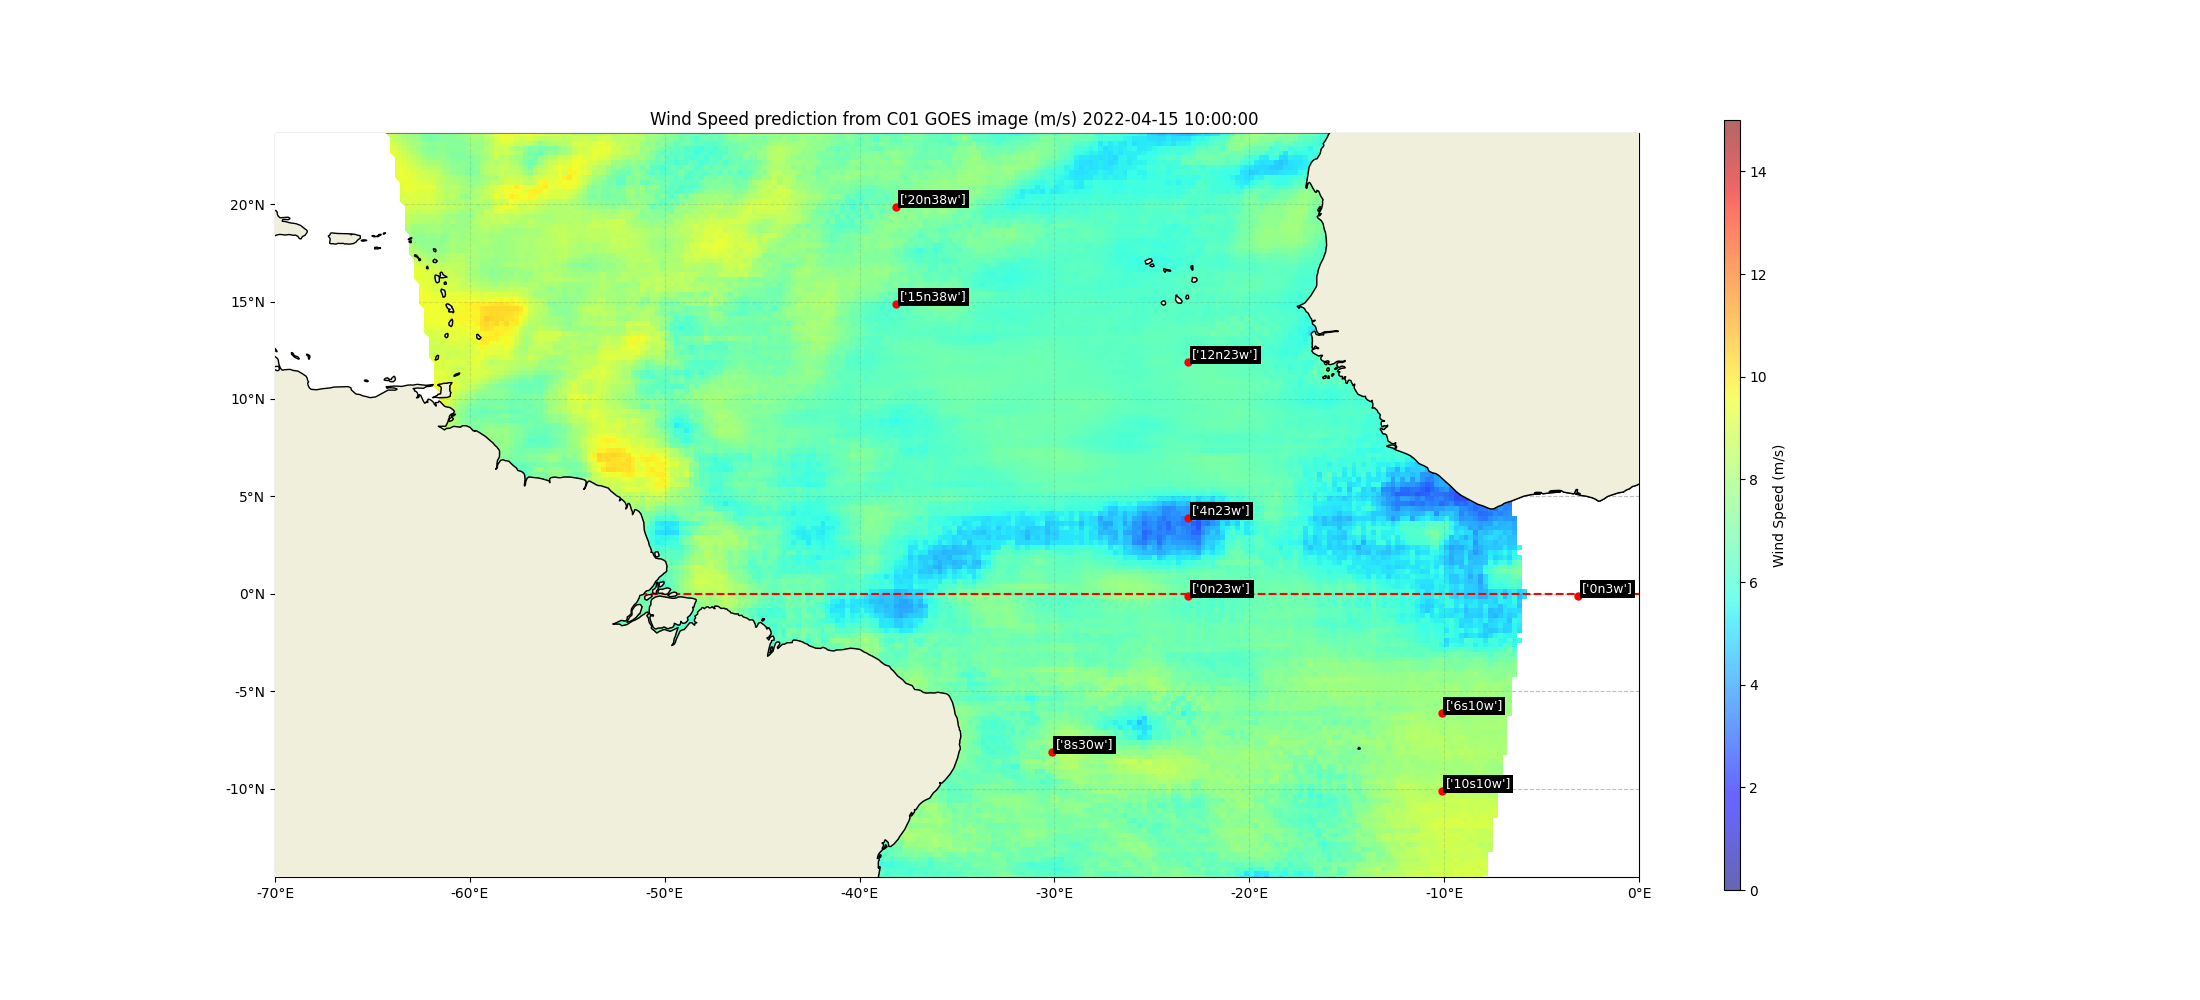 Wind Speed prediction from C01 GOES image (m/s) 2022-04-15 10:00:00
20°N
15°N
10°N
5°N
0°N
-5°N
-10°N
['20n38w']
['15n38w']
['12n23w']
['4n23w']
['0n23w']
['0n3w']
['6s10w']
['8s30w']
['10s10w']
-70°E
-60°E
-50°E
-40°E
-30°E
-20°E
-10°E
0°E
14
12
10
8
6
4
2
0
Wind Speed (m/s)